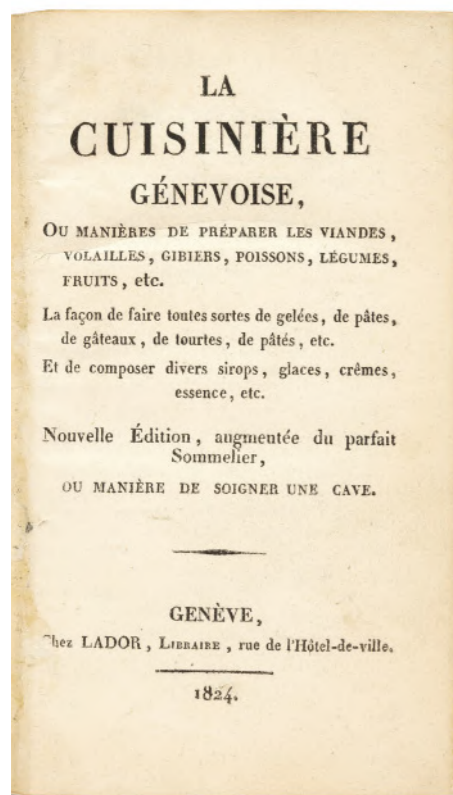 LA
CUISINIÈRE
GÉNEVOISE,
OU MANIÈRES DE PRÉPARER LES VIANDES,
VOLAILLES, GIBIERS, POISSONS, LÉGUMES,
FRUITS, etc.
La façon de faire toutes sortes de gelées, de pâtes,
de gâteaux, de tourtes, de pâtés, etc.
Et de composer divers sirops, glaces, crêmes,
essence, etc.
Nouvelle Édition, augmentée du parfait
Sommelier,
OU MANIÈRE DE SOIGNER UNE CAVE.
GENÈVE,
Chez LADOR, LIBRAIRE, rue de l'Hôtel-de-ville.
1824.